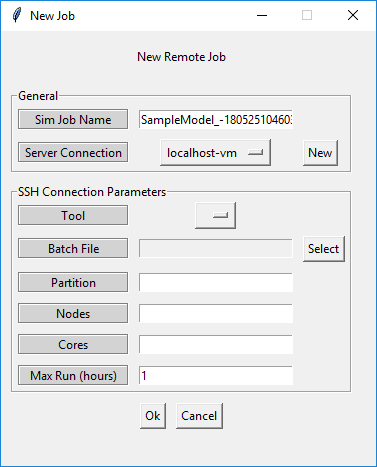 New Job
New Remote Job
General
Sim Job Name SampleModel_-18052510460
Server Connection localhost-vm New
SSH Connection Parameters
Tool
Batch File Select
Partition
Nodes
Cores
Max Run (hours) 1
Ok Cancel